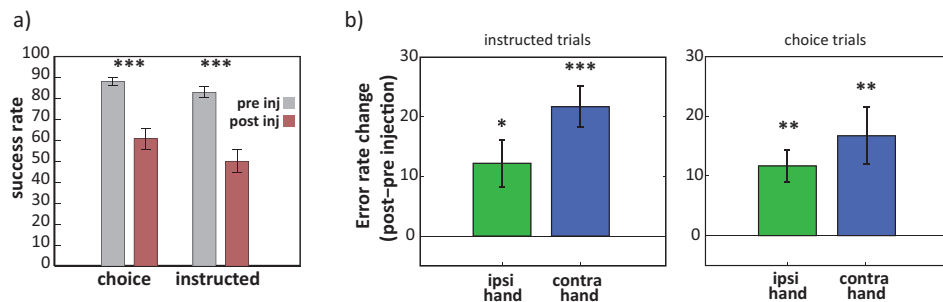 a)
success rate
100
90
80
70
60
50
40
30
20
10
0
*** ***
pre inj
post inj
choice instructed
b)
Error rate change
(post–pre injection)
instructed trials
30
20
10
0
* ***
ipsi
hand
contra
hand
choice trials
30
20
10
0
** **
ipsi
hand
contra
hand